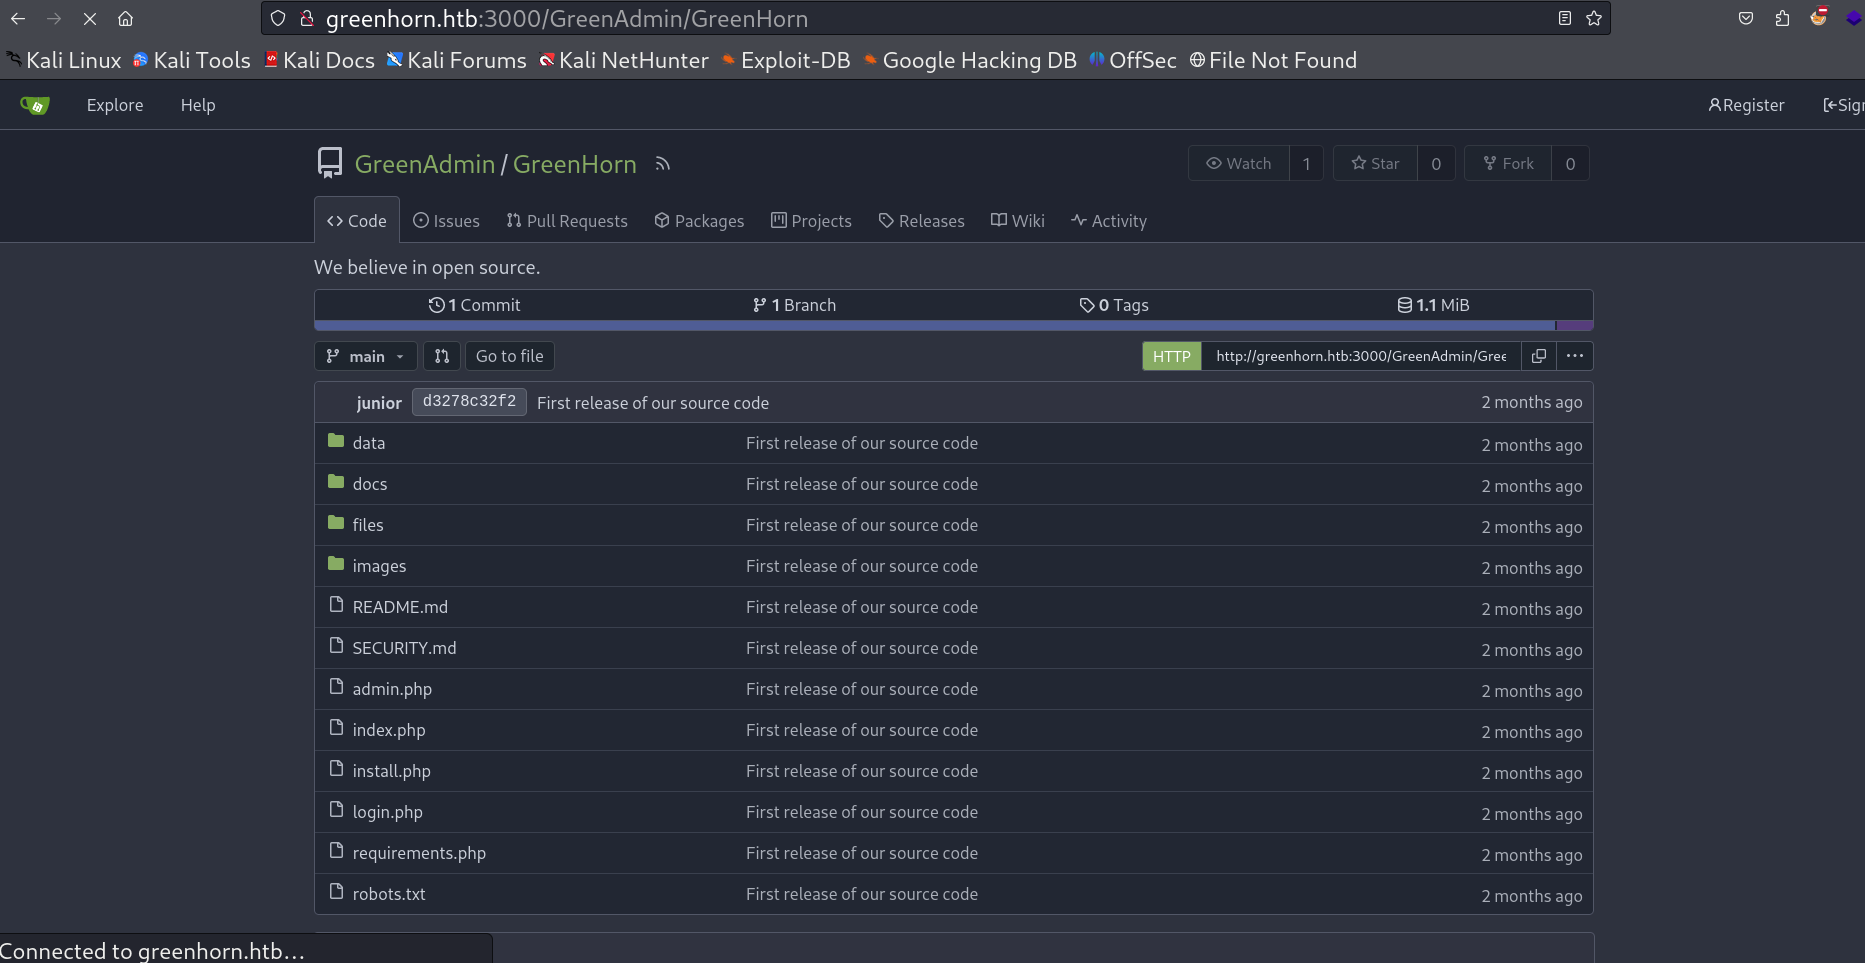 greenhorn.htb:3000/GreenAdmin/GreenHorn
Kali Linux Kali Tools Kali Docs Kali Forums Kali NetHunter Exploit-DB Google Hacking DB OffSec File Not Found
Explore Help Register Sign
GreenAdmin / GreenHorn Watch 1 Star 0 Fork 0
Code Issues Pull Requests Packages Projects Releases Wiki Activity
We believe in open source.
1 Commit 1 Branch 0 Tags 1.1 MiB
main Go to file HTTP http://greenhorn.htb:3000/GreenAdmin/Gree
junior d3278c32f2 First release of our source code 2 months ago
data First release of our source code 2 months ago
docs First release of our source code 2 months ago
files First release of our source code 2 months ago
images First release of our source code 2 months ago
README.md First release of our source code 2 months ago
SECURITY.md First release of our source code 2 months ago
admin.php First release of our source code 2 months ago
index.php First release of our source code 2 months ago
install.php First release of our source code 2 months ago
login.php First release of our source code 2 months ago
requirements.php First release of our source code 2 months ago
robots.txt First release of our source code 2 months ago
Connected to greenhorn.htb…